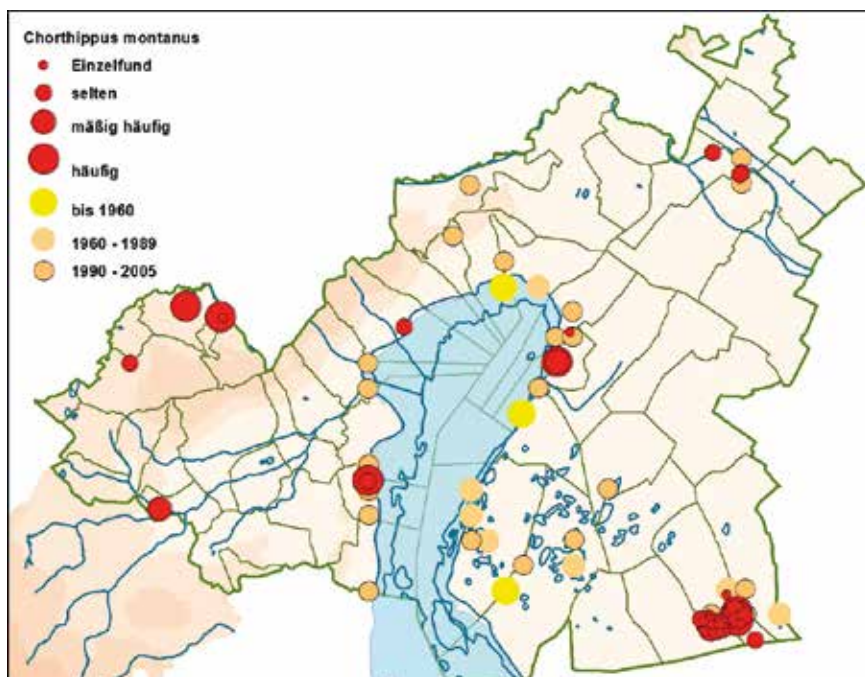 Chorthippus montanus
Einzelfund
selten
mäßig häufig
häufig
bis 1960
1960 - 1989
1990 - 2005